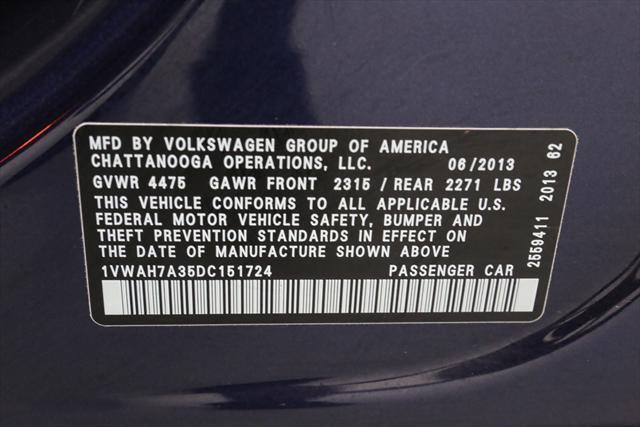 MFD BY VOLKSWAGEN GROUP OF AMERICA
CHATTANOOGA OPERATIONS, LLC. 06/2013
GVWR 4475 GAWR FRONT 2315 / REAR 2271 LBS
THIS VEHICLE CONFORMS TO ALL APPLICABLE U.S.
FEDERAL MOTOR VEHICLE SAFETY, BUMPER AND
THEFT PREVENTION STANDARDS IN EFFECT ON
THE DATE OF MANUFACTURE SHOWN ABOVE
1VWAH7A35DC151724 PASSENGER CAR
2559411 2013 62